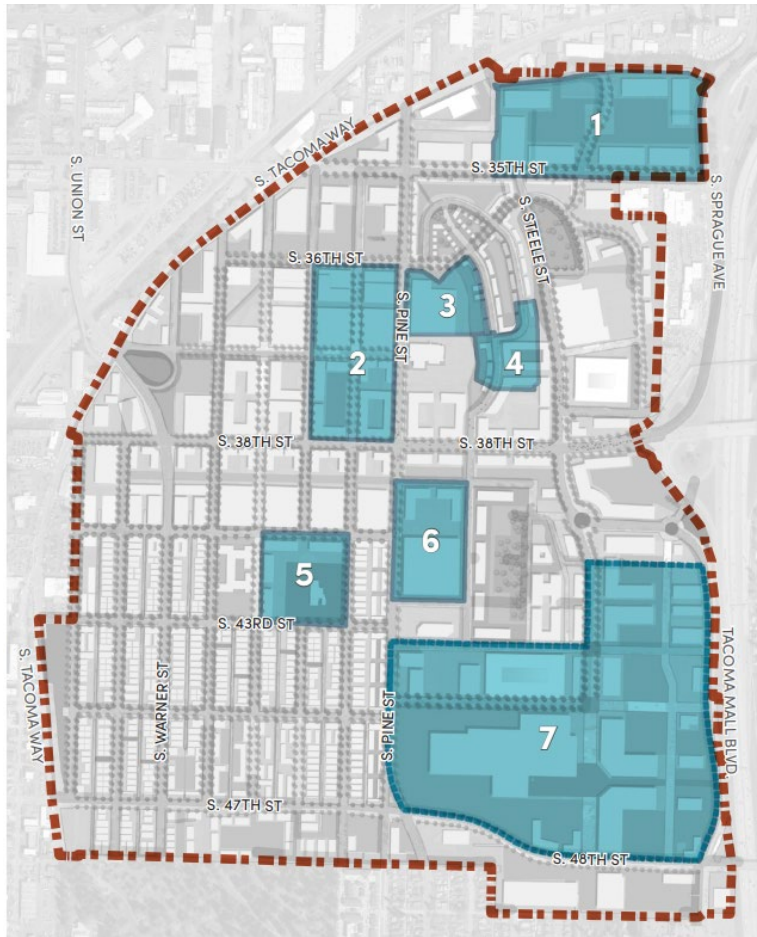 1
S. TACOMA WAY
S. 35TH ST
S. UNION ST
S. STEELE ST
S. SPRAGUE AVE
S. 36TH ST
S. PINE ST
3
2
4
S. 38TH ST
S. 38TH ST
6
5
S. 43RD ST
S. TACOMA WAY
S. WARNER ST
S. PINE ST
7
TACOMA MALL BLVD
S. 47TH ST
S. 48TH ST